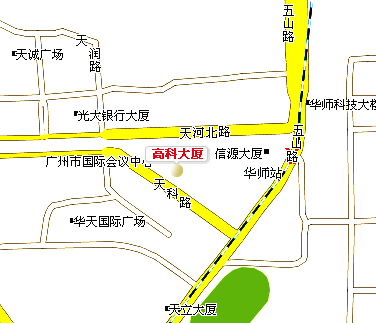 五山路
天润路
天诚广场
光大银行大厦
华师科技大楼
天河北路
五山路
高科大厦
信源大厦
广州市国际会议中心
华师站
天科路
华天国际广场
天立大厦